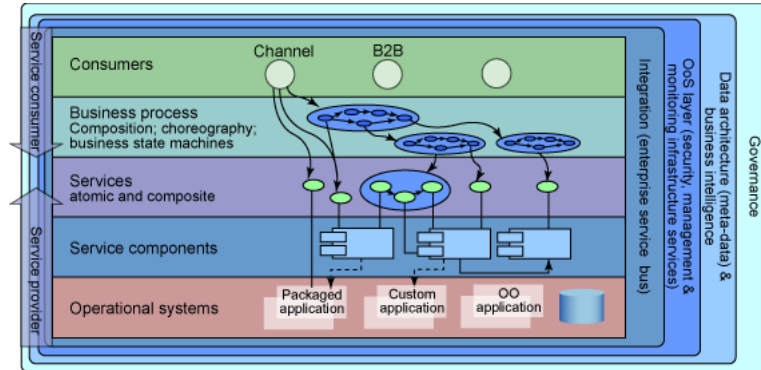 Service consumer
Service provider
Consumers
Channel
B2B
Business process
Composition; choreography;
business state machines
Services
atomic and composite
Service components
Operational systems
Packaged
application
Custom
application
OO
application
Integration (enterprise service bus)
OoS layer (security, management &
monitoring infrastructure services)
Data architecture (meta-data) &
business intelligence
Governance